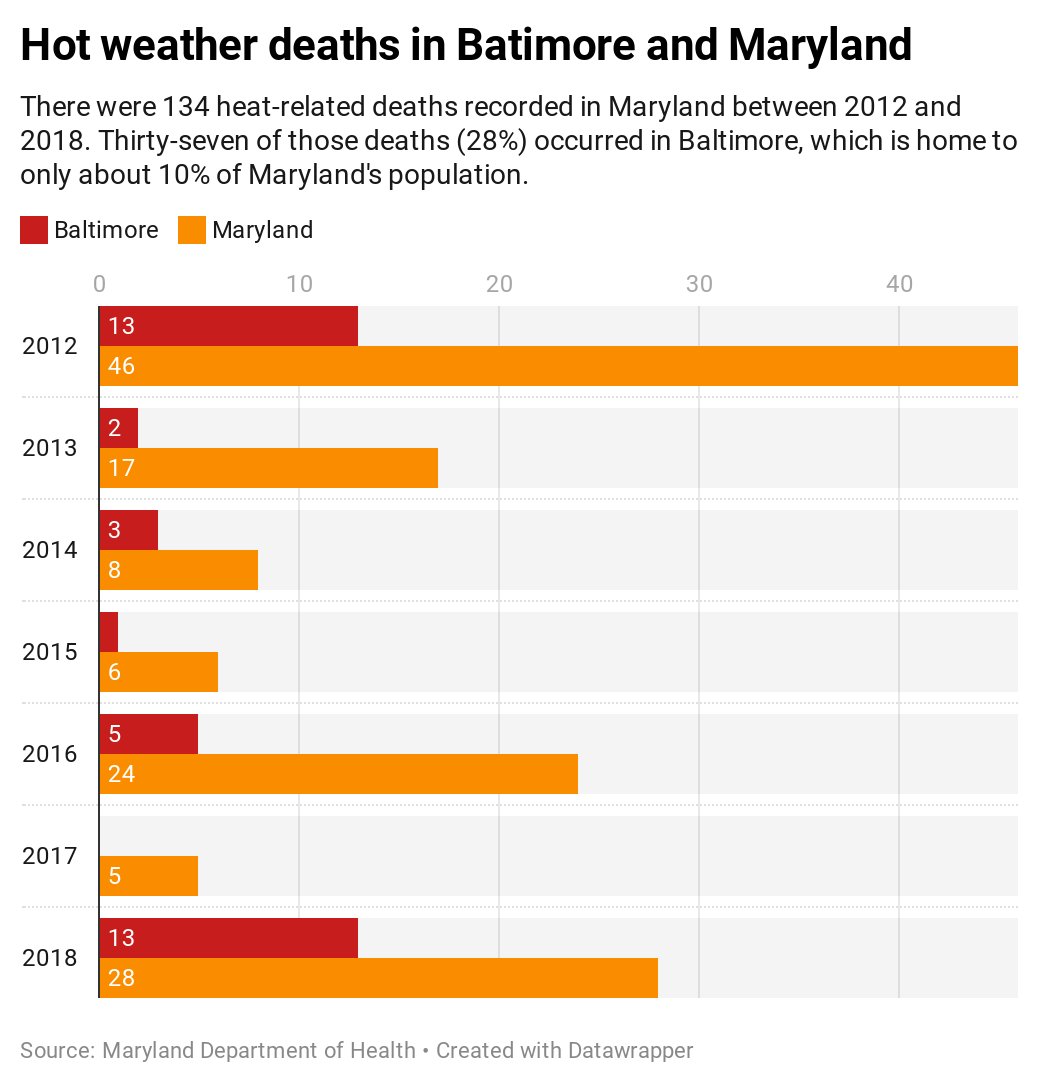 Hot weather deaths in Batimore and Maryland
There were 134 heat-related deaths recorded in Maryland between 2012 and
2018. Thirty-seven of those deaths (28%) occurred in Baltimore, which is home to
only about 10% of Maryland's population.
Baltimore Maryland
0 10 20 30 40
13
2012
46
2
2013
17
3
2014
8
2015
6
5
2016
24
2017
5
13
2018
28
Source: Maryland Department of Health • Created with Datawrapper